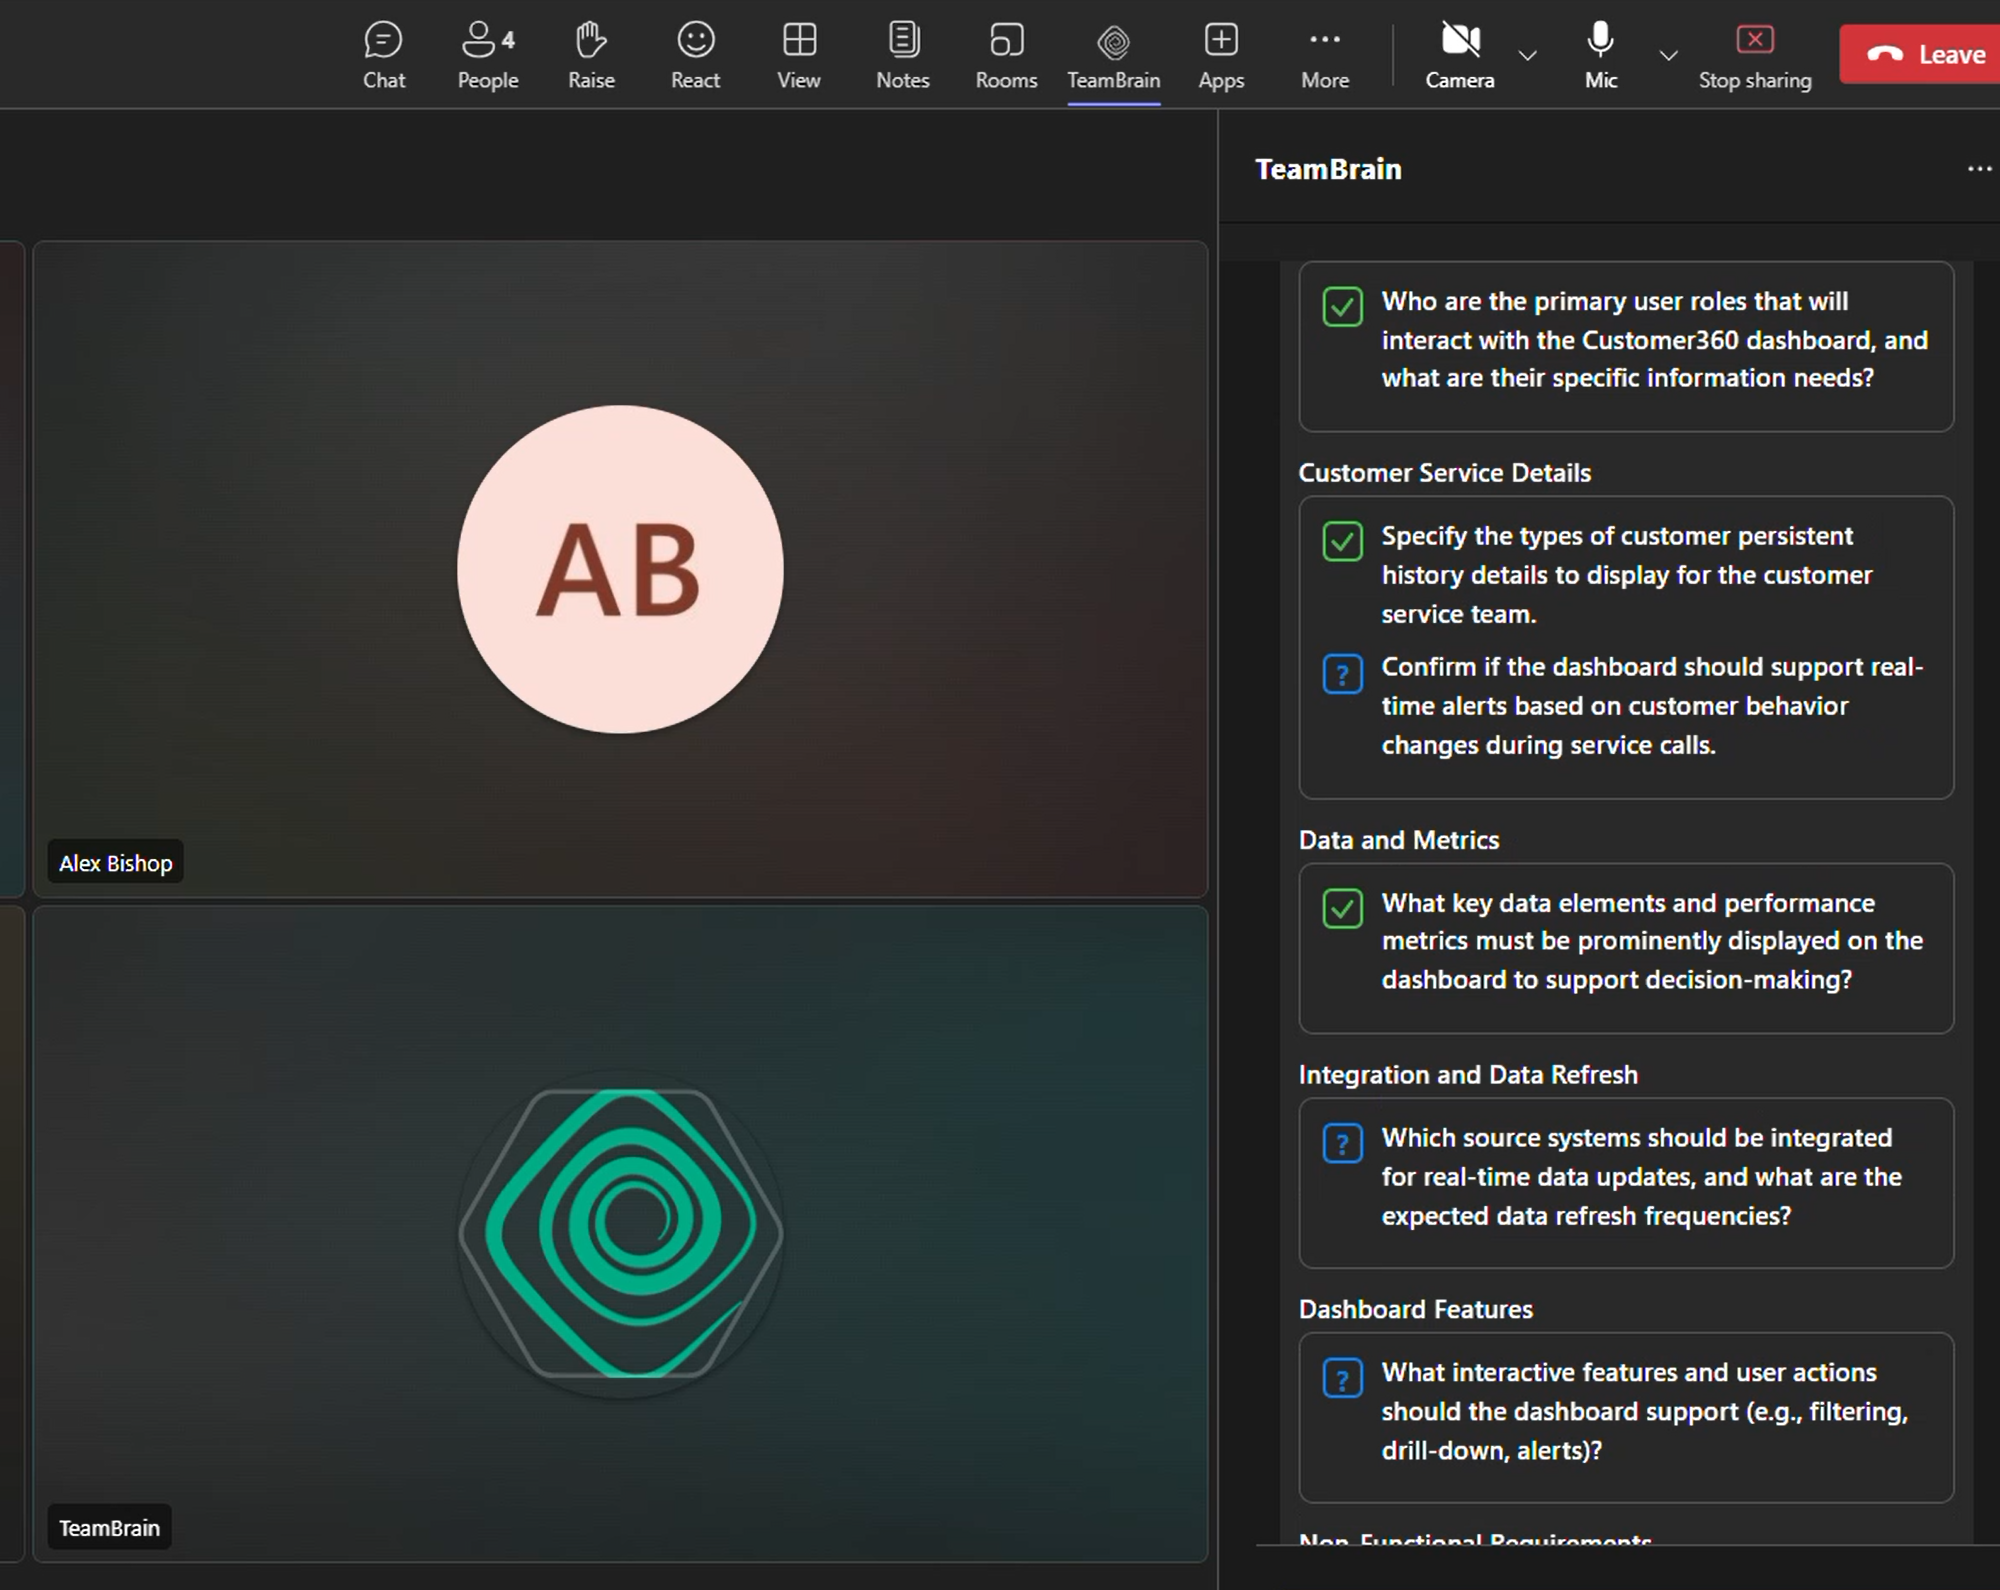 Chat
People 4
Raise
React
View
Notes
Rooms
TeamBrain
Apps
More
Camera
Mic
Stop sharing
Leave
TeamBrain
Who are the primary user roles that will
interact with the Customer360 dashboard, and
what are their specific information needs?
Customer Service Details
Specify the types of customer persistent
history details to display for the customer
service team.
Confirm if the dashboard should support real-
time alerts based on customer behavior
changes during service calls.
Data and Metrics
What key data elements and performance
metrics must be prominently displayed on the
dashboard to support decision-making?
Integration and Data Refresh
Which source systems should be integrated
for real-time data updates, and what are the
expected data refresh frequencies?
Dashboard Features
What interactive features and user actions
should the dashboard support (e.g., filtering,
drill-down, alerts)?
Non-Functional Requirements
AB
Alex Bishop
TeamBrain